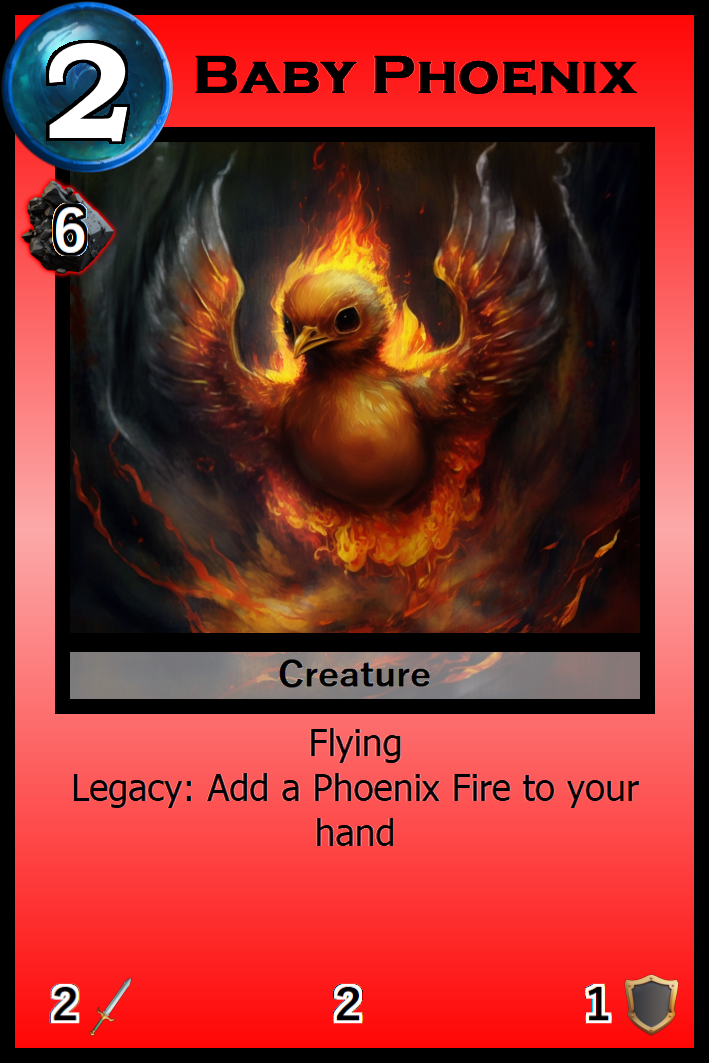 2
Baby Phoenix
6
Creature
Flying
Legacy: Add a Phoenix Fire to your
hand
2 2 1